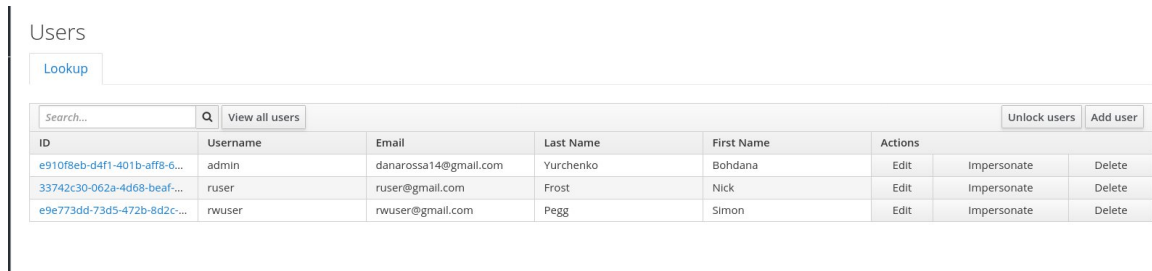 Users
Lookup
Search... View all users Unlock users Add user
ID Username Email Last Name First Name Actions
e910f8eb-d4f1-401b-aff8-6... admin danarossa14@gmail.com Yurchenko Bohdana Edit Impersonate Delete
33742c30-062a-4d68-beaf-... ruser ruser@gmail.com Frost Nick Edit Impersonate Delete
e9e773dd-73d5-472b-8d2c-... rwuser rwuser@gmail.com Pegg Simon Edit Impersonate Delete